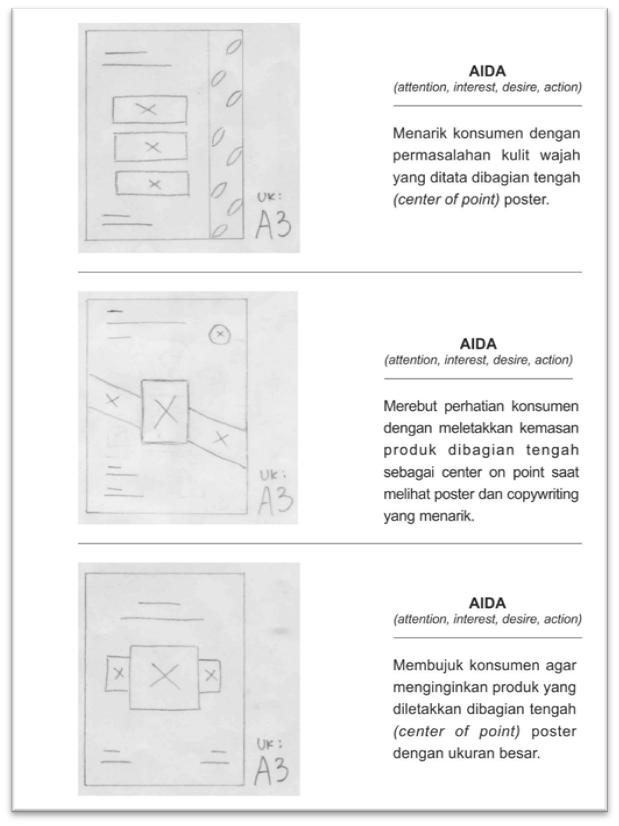 UK:
A3
AIDA
(attention, interest, desire, action)
Menarik konsumen dengan
permasalahan kulit wajah
yang ditata dibagian tengah
(center of point) poster.
UK:
A3
AIDA
(attention, interest, desire, action)
Merebut perhatian konsumen
dengan meletakkan kemasan
produk dibagian tengah
sebagai center on point saat
melihat poster dan copywriting
yang menarik.
UK:
A3
AIDA
(attention, interest, desire, action)
Membujuk konsumen agar
menginginkan produk yang
diletakkan dibagian tengah
(center of point) poster
dengan ukuran besar.